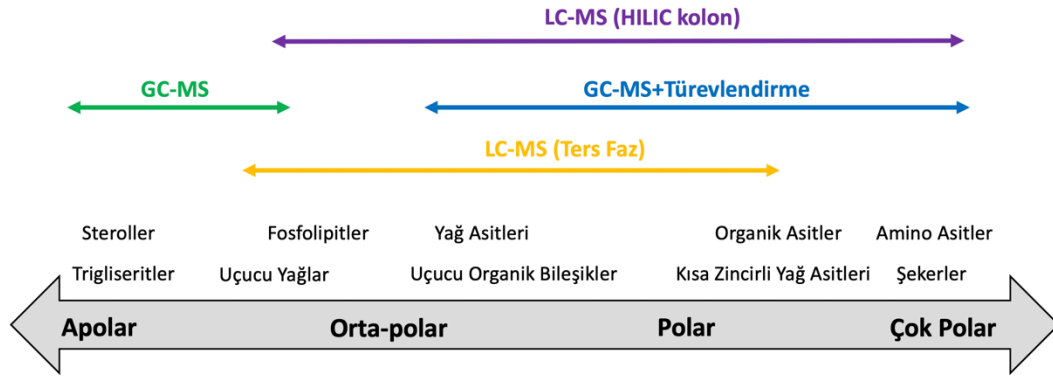 LC-MS (HILIC kolon)
GC-MS
GC-MS+Türevlendirme
LC-MS (Ters Faz)
Steroller
Fosfolipitler
Yağ Asitleri
Organik Asitler
Amino Asitler
Trigliseritler
Uçucu Yağlar
Uçucu Organik Bileşikler
Kısa Zincirli Yağ Asitleri
Şekerler
Apolar
Orta-polar
Polar
Çok Polar